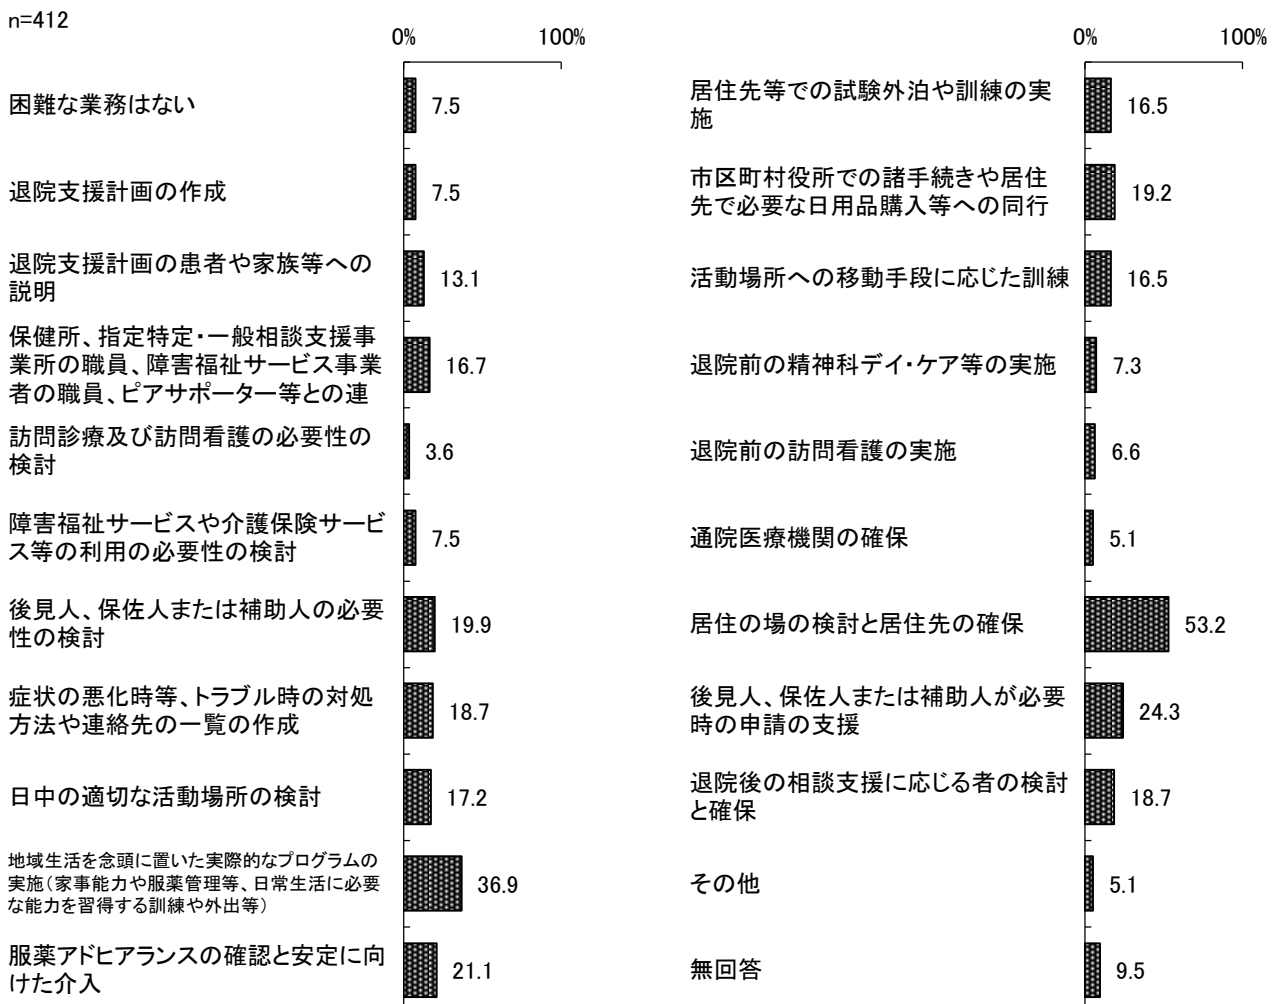 n=412
0%
100%
困難な業務はない
7.5
退院支援計画の作成
7.5
退院支援計画の患者や家族等への
説明
13.1
保健所、指定特定・一般相談支援事
業所の職員、障害福祉サービス事業
者の職員、ピアサポーター等との連
16.7
訪問診療及び訪問看護の必要性の
検討
3.6
障害福祉サービスや介護保険サービ
ス等の利用の必要性の検討
7.5
後見人、保佐人または補助人の必要
性の検討
19.9
症状の悪化時等、トラブル時の対処
方法や連絡先の一覧の作成
18.7
日中の適切な活動場所の検討
17.2
地域生活を念頭に置いた実際的なプログラムの
実施(家事能力や服薬管理等、日常生活に必要
な能力を習得する訓練や外出等)
36.9
服薬アドヒアランスの確認と安定に向
けた介入
21.1
0%
100%
居住先等での試験外泊や訓練の実
施
16.5
市区町村役所での諸手続きや居住
先で必要な日用品購入等への同行
19.2
活動場所への移動手段に応じた訓練
16.5
退院前の精神科デイ・ケア等の実施
7.3
退院前の訪問看護の実施
6.6
通院医療機関の確保
5.1
居住の場の検討と居住先の確保
53.2
後見人、保佐人または補助人が必要
時の申請の支援
24.3
退院後の相談支援に応じる者の検討
と確保
18.7
その他
5.1
無回答
9.5